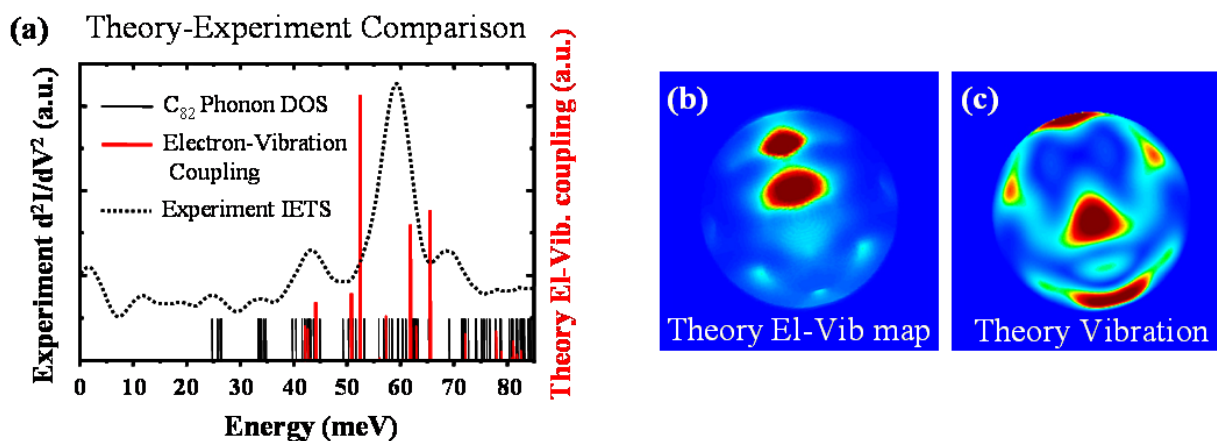 (a) Theory-Experiment Comparison
Experiment d²I/dV² (a.u.)
C₈₂ Phonon DOS
Electron-Vibration
Coupling
Experiment IETS
Theory El-Vib. coupling (a.u.)
0 10 20 30 40 50 60 70 80
Energy (meV)
(b)
Theory El-Vib map
(c)
Theory Vibration